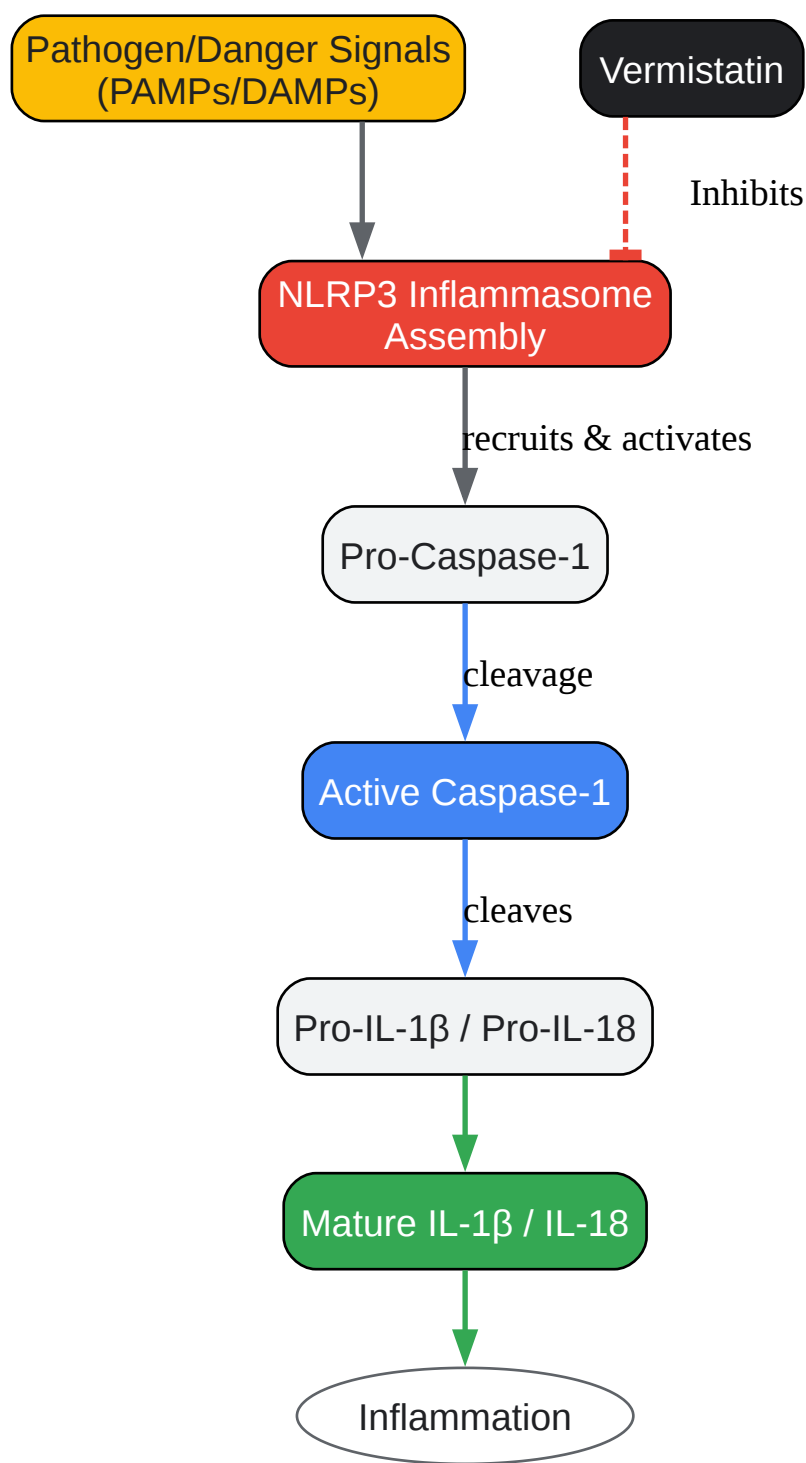 Pathogen/Danger Signals
(PAMPs/DAMPs)
Vermistatin
Inhibits
NLRP3 Inflammasome
Assembly
recruits & activates
Pro-Caspase-1
cleavage
Active Caspase-1
cleaves
Pro-IL-1β / Pro-IL-18
Mature IL-1β / IL-18
Inflammation